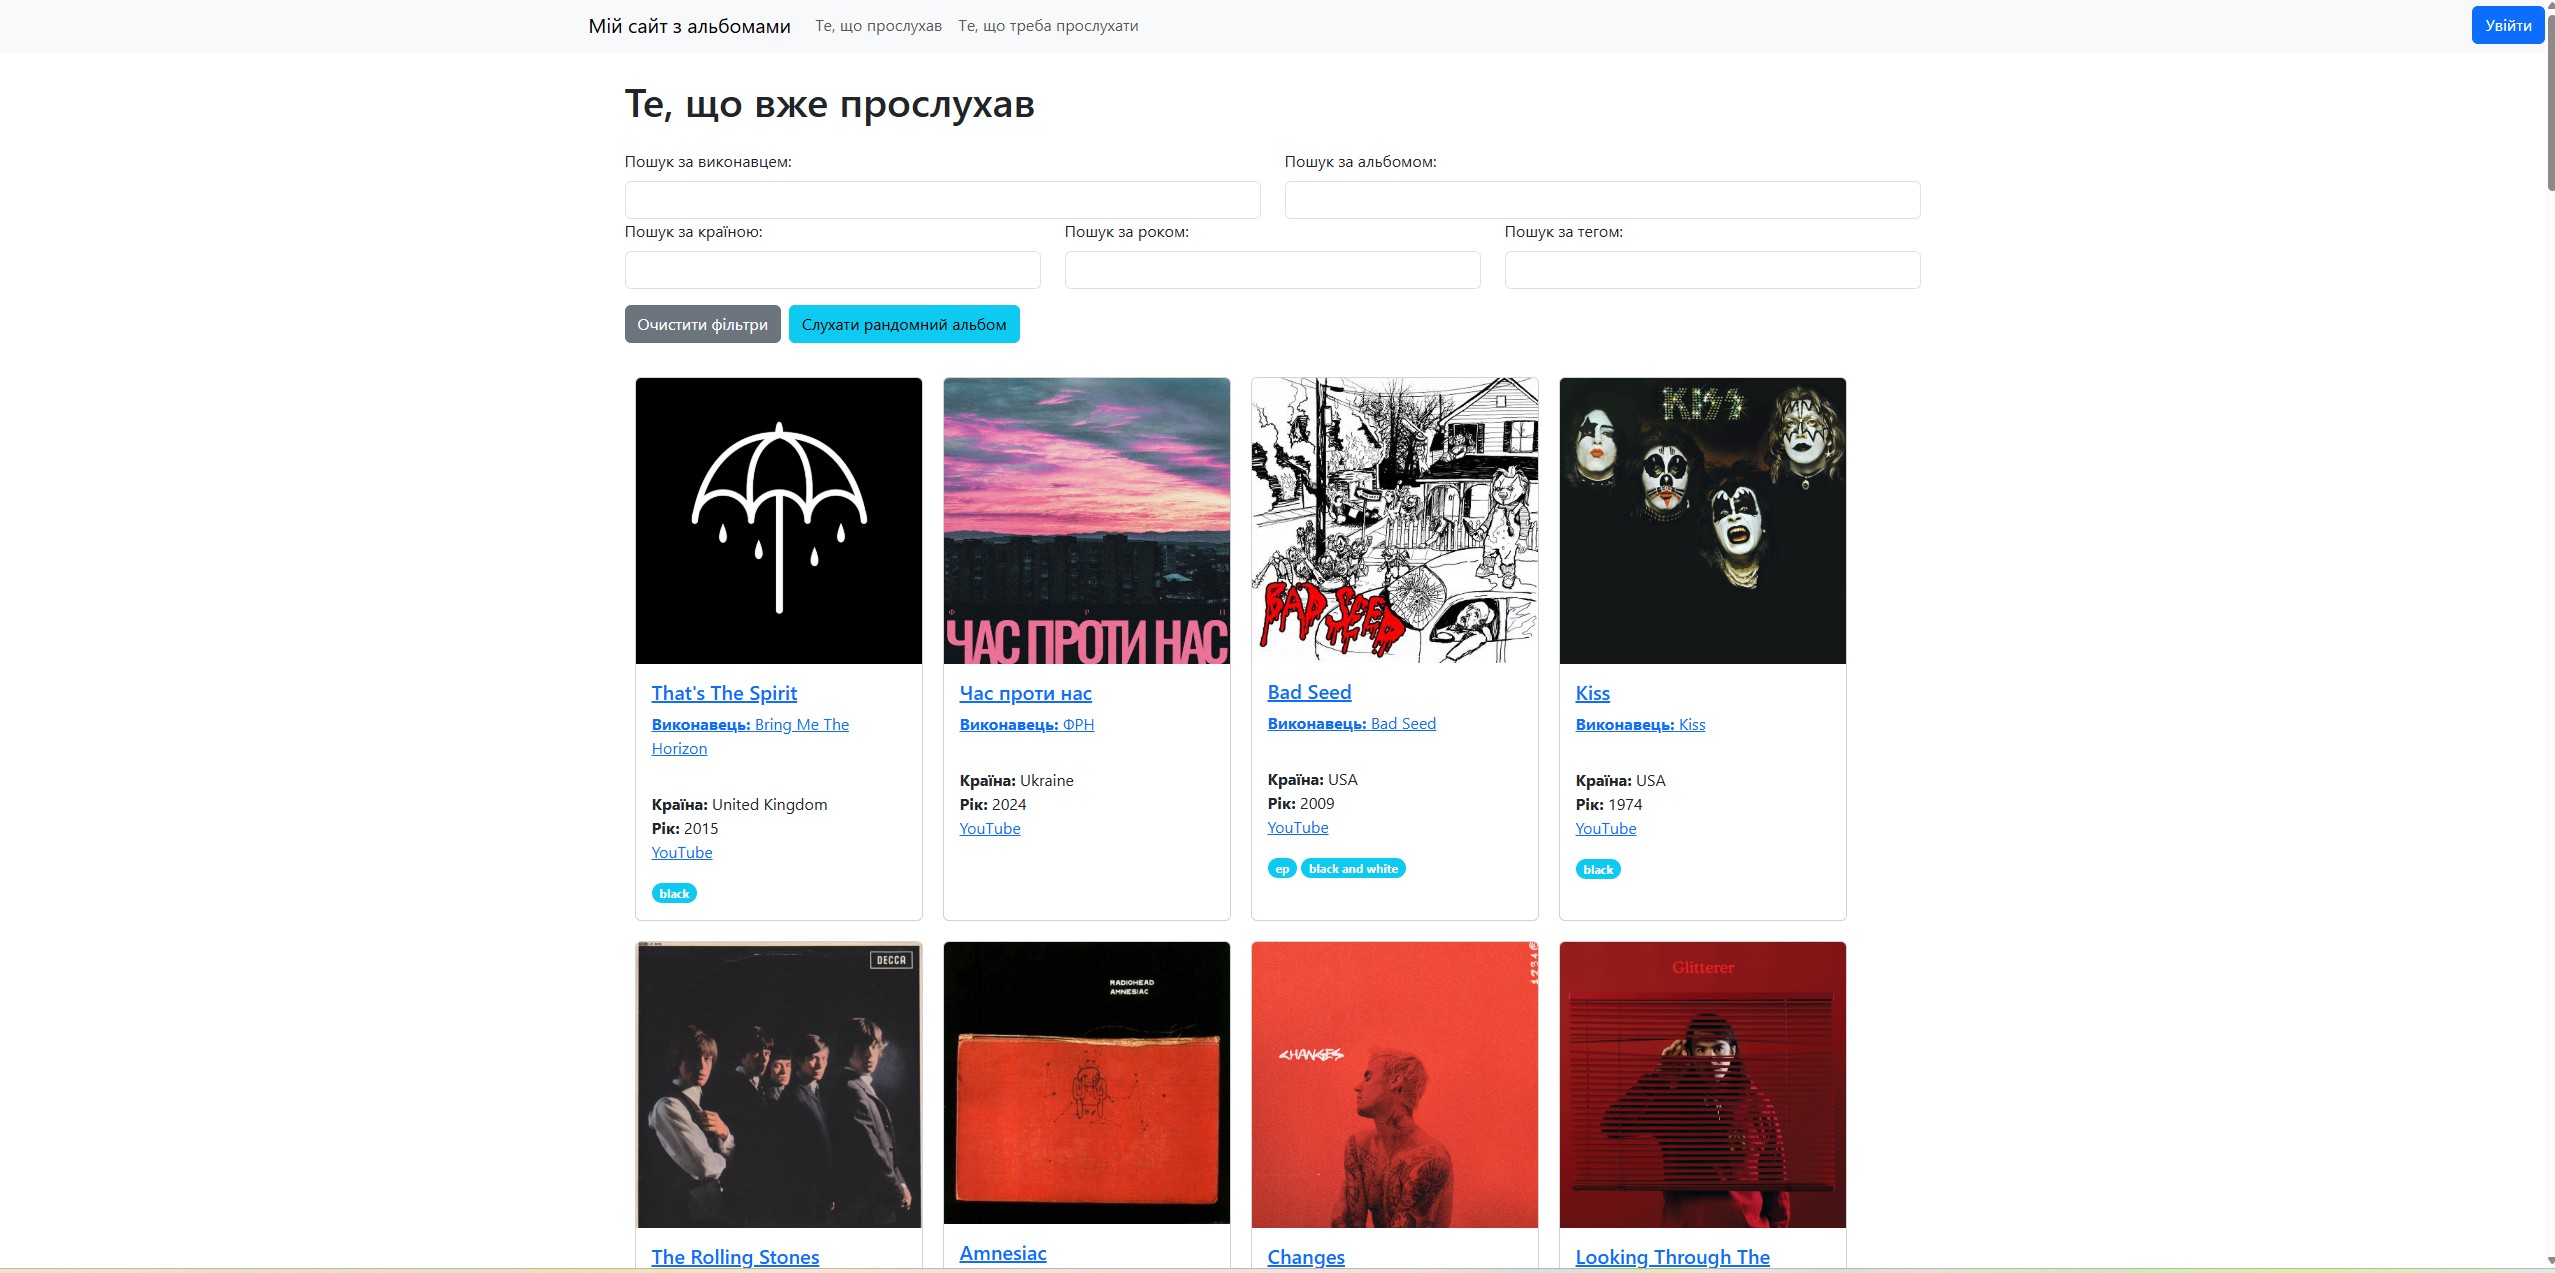 Мій сайт з альбомами Те, що прослухав Те, що треба прослухати Увійти
Те, що вже прослухав
Пошук за виконавцем: Пошук за альбомом:
Пошук за країною: Пошук за роком: Пошук за тегом:
Очистити фільтри Слухати рандомний альбом
KISS
Ф Р Н
ЧАС ПРОТИ НАС
BAD SEED
That's The Spirit
Виконавець: Bring Me The
Horizon
Країна: United Kingdom
Рік: 2015
YouTube
black
Час проти нас
Виконавець: ФРН
Країна: Ukraine
Рік: 2024
YouTube
Bad Seed
Виконавець: Bad Seed
Країна: USA
Рік: 2009
YouTube
ep black and white
Kiss
Виконавець: Kiss
Країна: USA
Рік: 1974
YouTube
black
DECCA
RADIOHEAD
AMNESIAC
CHANGES
Glitterer
The Rolling Stones
Amnesiac
Changes
Looking Through The